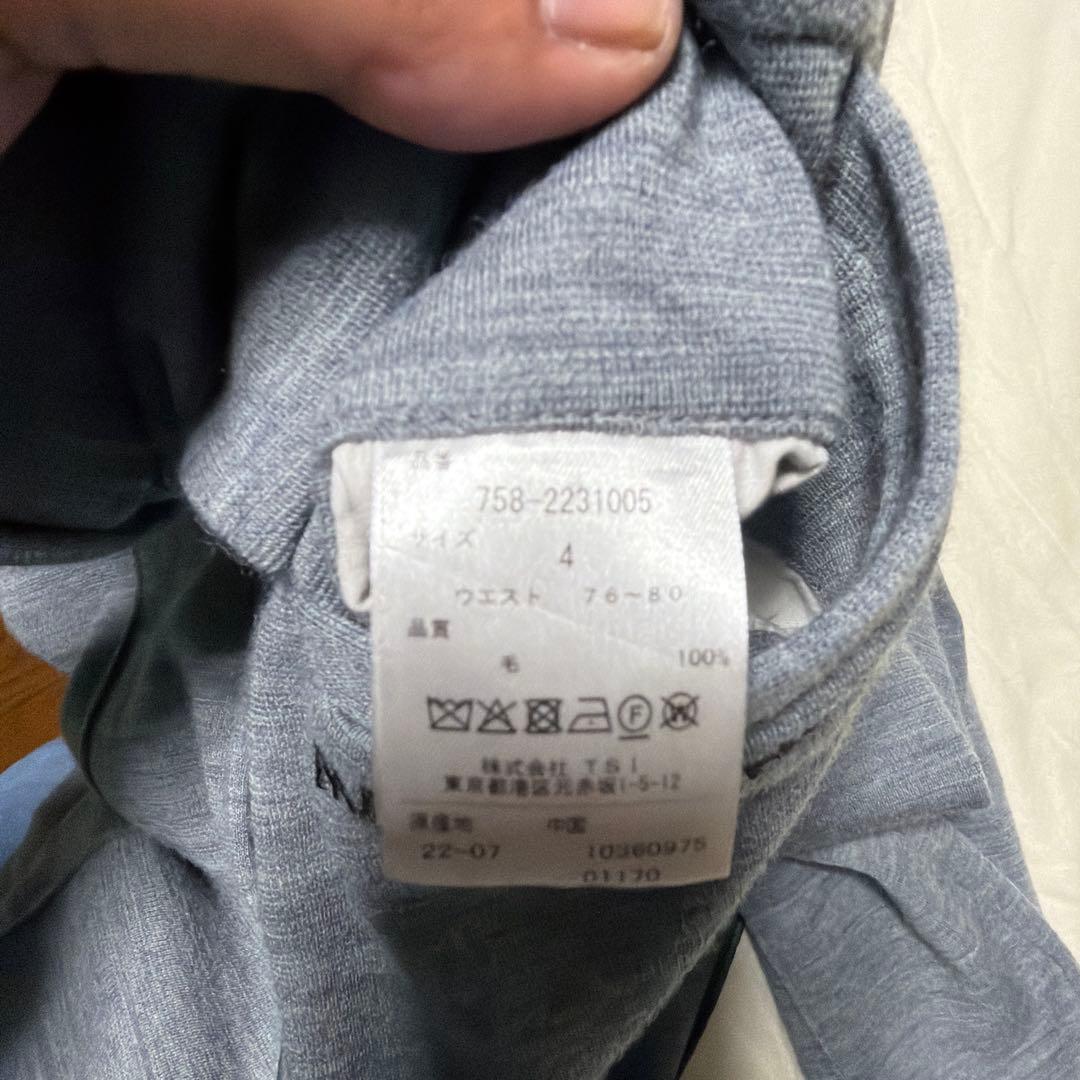 品番
758-2231005
サイズ
4
ウエスト 76~80
品質
毛 100%
F W
株式会社 TSI
東京都港区元赤坂1-5-12
原産地 中国
22-07 10360975
01170